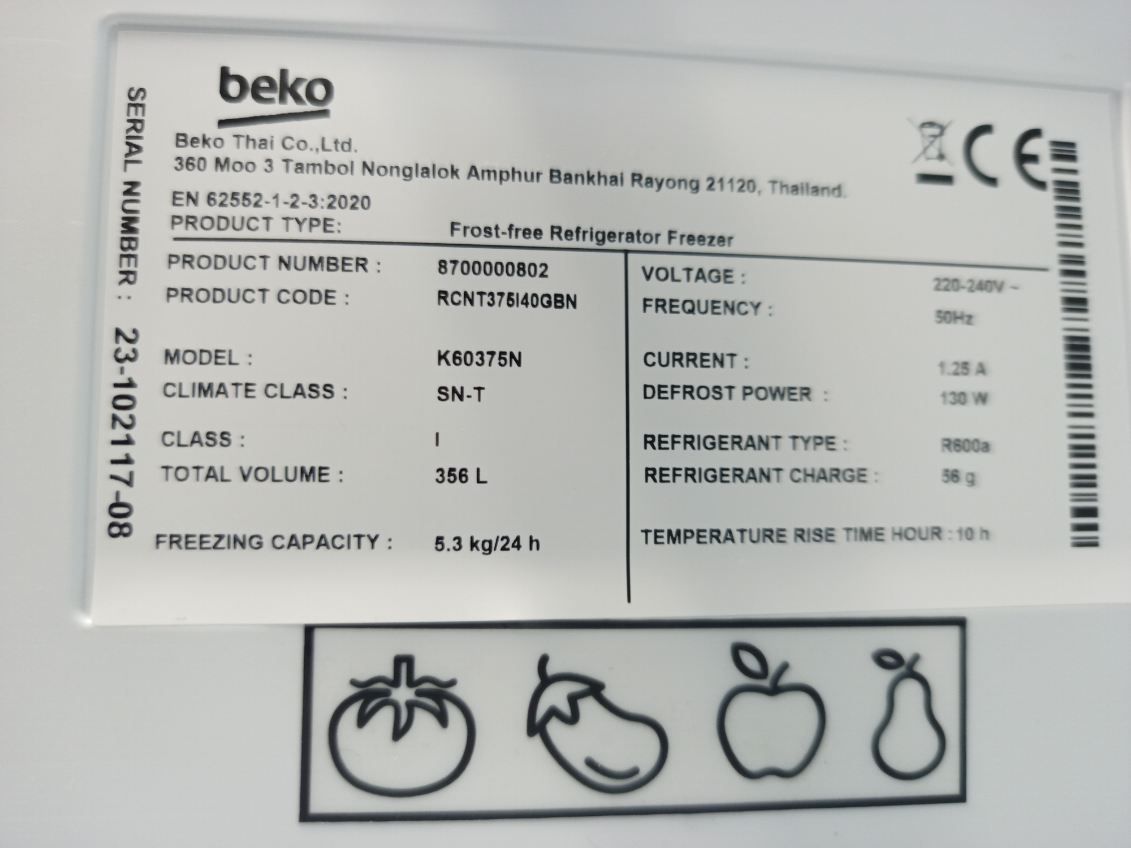 beko
Beko Thai Co.,Ltd.
360 Moo 3 Tambol Nonglalok Amphur Bankhai Rayong 21120, Thailand.
EN 62552-1-2-3:2020
PRODUCT TYPE: Frost-free Refrigerator Freezer
PRODUCT NUMBER : 8700000802
PRODUCT CODE : RCNT375I40GBN
MODEL : K60375N
CLIMATE CLASS : SN-T
CLASS : I
TOTAL VOLUME : 356 L
FREEZING CAPACITY : 5.3 kg/24 h
VOLTAGE : 220-240V ~
FREQUENCY : 50Hz
CURRENT : 1.25 A
DEFROST POWER : 130 W
REFRIGERANT TYPE : R600a
REFRIGERANT CHARGE : 56 g
TEMPERATURE RISE TIME HOUR : 10 h
SERIAL NUMBER : 23-102117-08
CE